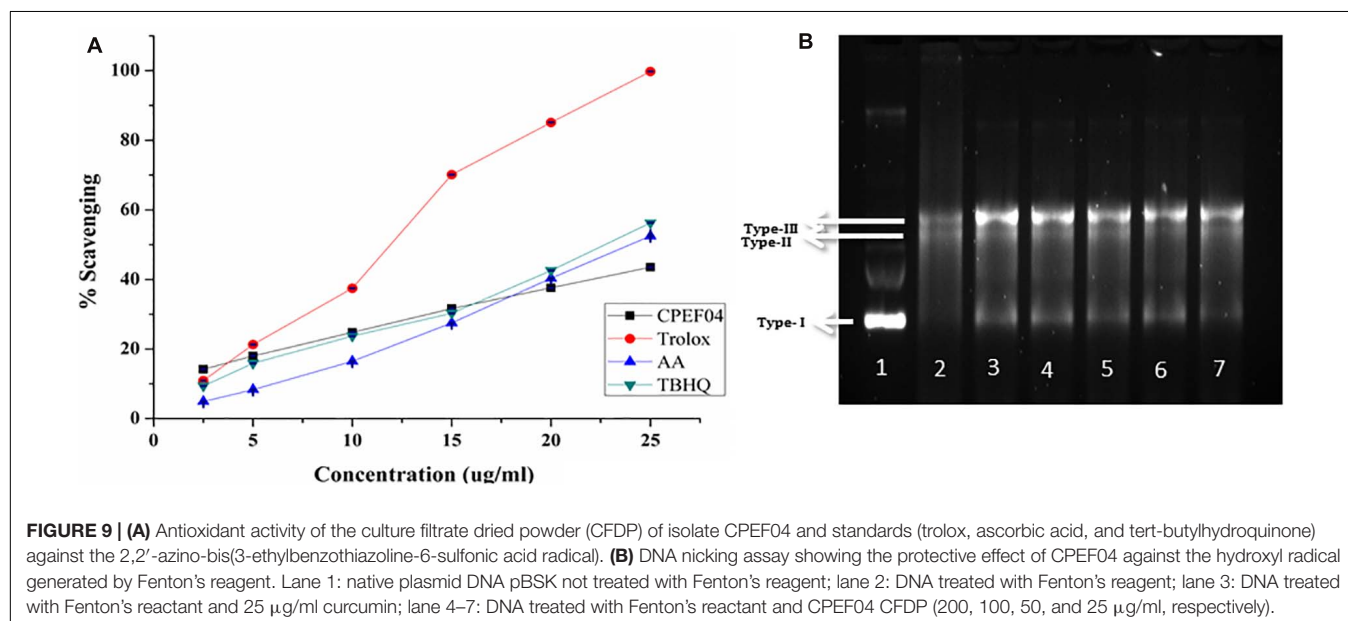 A
B
100
80
60
40
20
0
% Scavenging
CPEF04
Trolox
AA
TBHQ
0 5 10 15 20 25
Concentration (ug/ml)
Type-III
Type-II
Type-I
1 2 3 4 5 6 7
FIGURE 9 | (A) Antioxidant activity of the culture filtrate dried powder (CFDP) of isolate CPEF04 and standards (trolox, ascorbic acid, and tert-butylhydroquinone)
against the 2,2′-azino-bis(3-ethylbenzothiazoline-6-sulfonic acid radical). (B) DNA nicking assay showing the protective effect of CPEF04 against the hydroxyl radical
generated by Fenton's reagent. Lane 1: native plasmid DNA pBSK not treated with Fenton's reagent; lane 2: DNA treated with Fenton's reagent; lane 3: DNA treated
with Fenton's reactant and 25 μg/ml curcumin; lane 4–7: DNA treated with Fenton's reactant and CPEF04 CFDP (200, 100, 50, and 25 μg/ml, respectively).